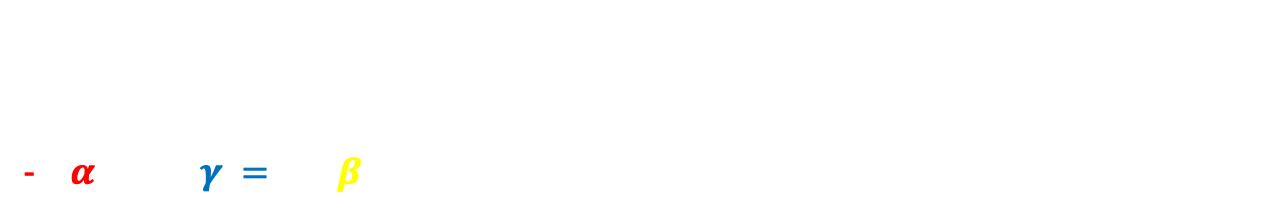 - α γ = β